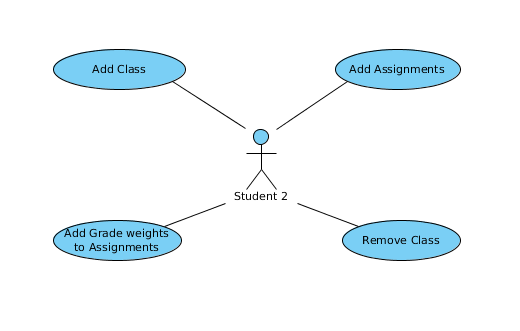 Add Class
Add Assignments
Student 2
Add Grade weights
to Assignments
Remove Class